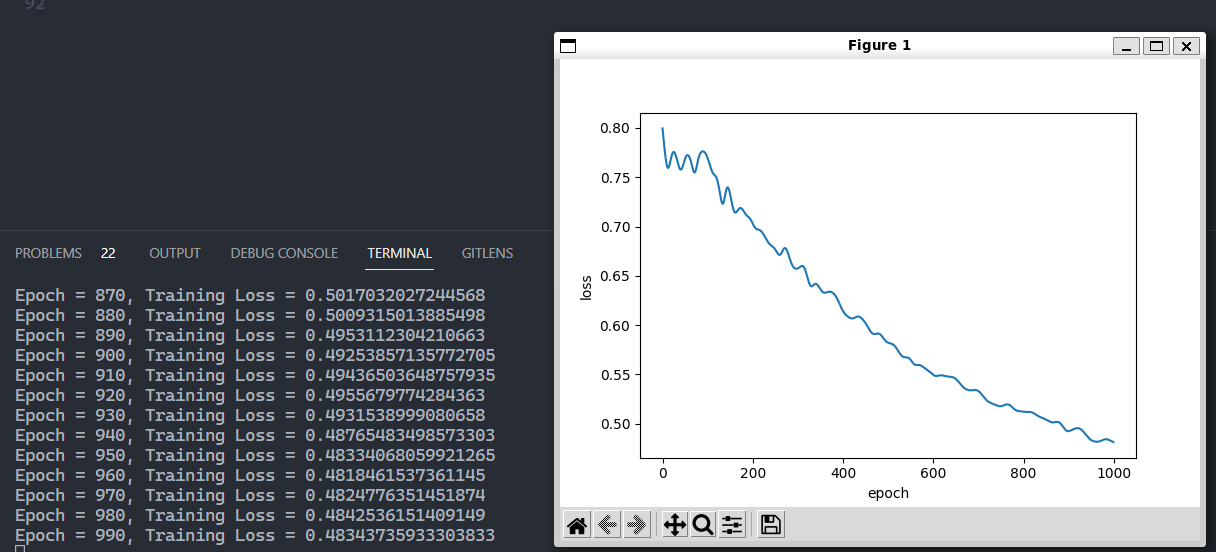 92
PROBLEMS 22 OUTPUT DEBUG CONSOLE TERMINAL GITLENS
Epoch = 870, Training Loss = 0.5017032027244568
Epoch = 880, Training Loss = 0.5009315013885498
Epoch = 890, Training Loss = 0.4953112304210663
Epoch = 900, Training Loss = 0.49253857135772705
Epoch = 910, Training Loss = 0.49436503648757935
Epoch = 920, Training Loss = 0.4955679774284363
Epoch = 930, Training Loss = 0.4931538999080658
Epoch = 940, Training Loss = 0.48765483498573303
Epoch = 950, Training Loss = 0.48334068059921265
Epoch = 960, Training Loss = 0.4818461537361145
Epoch = 970, Training Loss = 0.4824776351451874
Epoch = 980, Training Loss = 0.4842536151409149
Epoch = 990, Training Loss = 0.48343735933303833
Figure 1
0.80
0.75
0.70
0.65
0.60
0.55
0.50
loss
0 200 400 600 800 1000
epoch